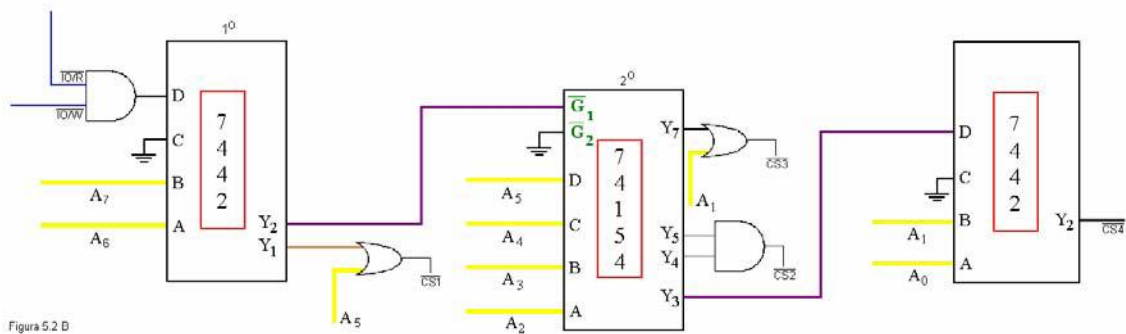 1º
IO/R
IO/W
D
C
B
A
A7
A6
7
4
4
2
Y2
Y1
A5
CS1
2º
G1
G2
D
C
B
A
A5
A4
A3
A2
7
4
1
5
4
Y7
Y5
Y4
Y3
A1
CS3
CS2
D
C
B
A
A1
A0
7
4
4
2
Y2
CS4
Figura 5.2 B